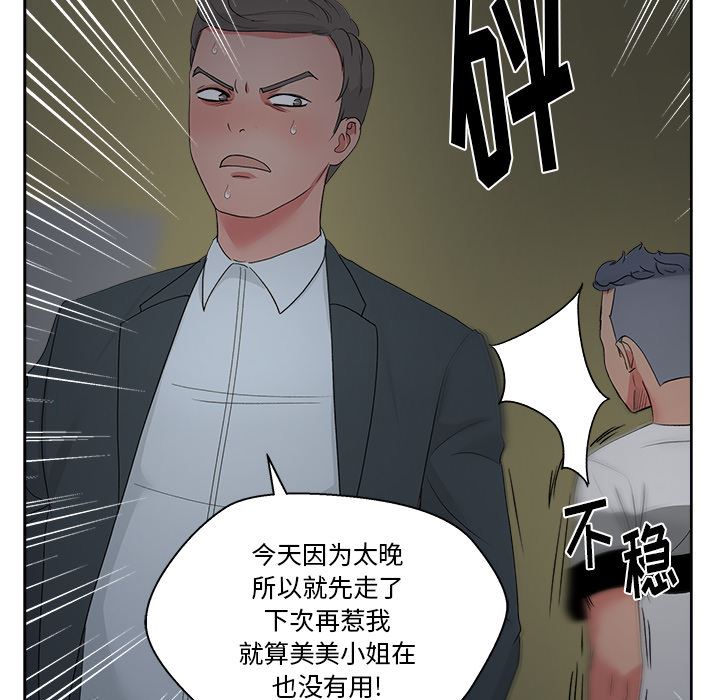 砰
不稳
今天因为太晚
所以就先走了
下次再惹我
就算美美小姐在
也没有用!